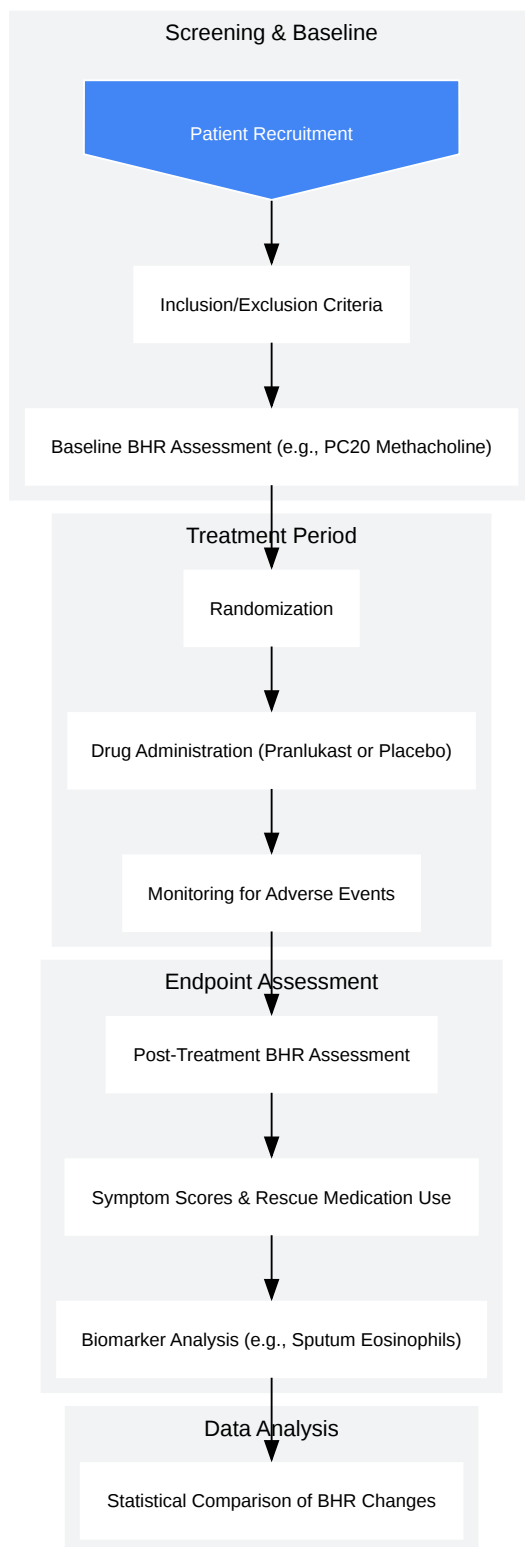 Screening & Baseline
Patient Recruitment
Inclusion/Exclusion Criteria
Baseline BHR Assessment (e.g., PC20 Methacholine)
Treatment Period
Randomization
Drug Administration (Pranlukast or Placebo)
Monitoring for Adverse Events
Endpoint Assessment
Post-Treatment BHR Assessment
Symptom Scores & Rescue Medication Use
Biomarker Analysis (e.g., Sputum Eosinophils)
Data Analysis
Statistical Comparison of BHR Changes